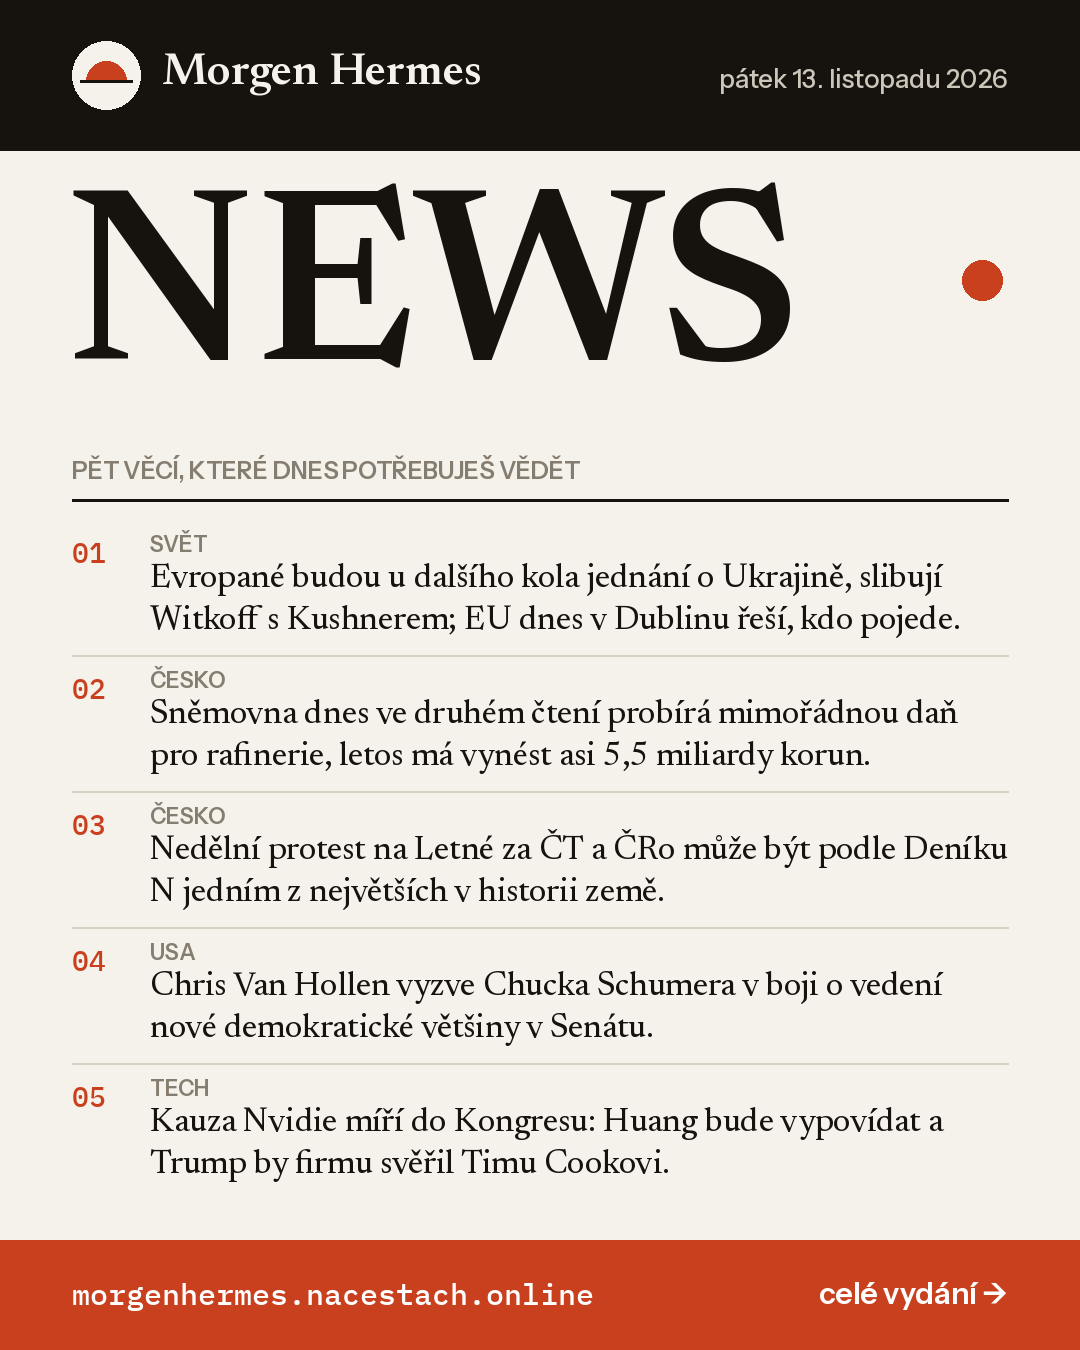 Morgen Hermes
pátek 13. listopadu 2026
NEWS
PĚT VĚCÍ, KTERÉ DNES POTŘEBUJEŠ VĚDĚT
01
SVĚT
Evropané budou u dalšího kola jednání o Ukrajině, slibují
Witkoff s Kushnerem; EU dnes v Dublinu řeší, kdo pojede.
02
ČESKO
Sněmovna dnes ve druhém čtení probírá mimořádnou daň
pro rafinerie, letos má vynést asi 5,5 miliardy korun.
03
ČESKO
Nedělní protest na Letné za ČT a ČRo může být podle Deníku
N jedním z největších v historii země.
04
USA
Chris Van Hollen vyzve Chucka Schumera v boji o vedení
nové demokratické většiny v Senátu.
05
TECH
Kauza Nvidie míří do Kongresu: Huang bude vypovídat a
Trump by firmu svěřil Timu Cookovi.
morgenhermes.nacestach.online
celé vydání →